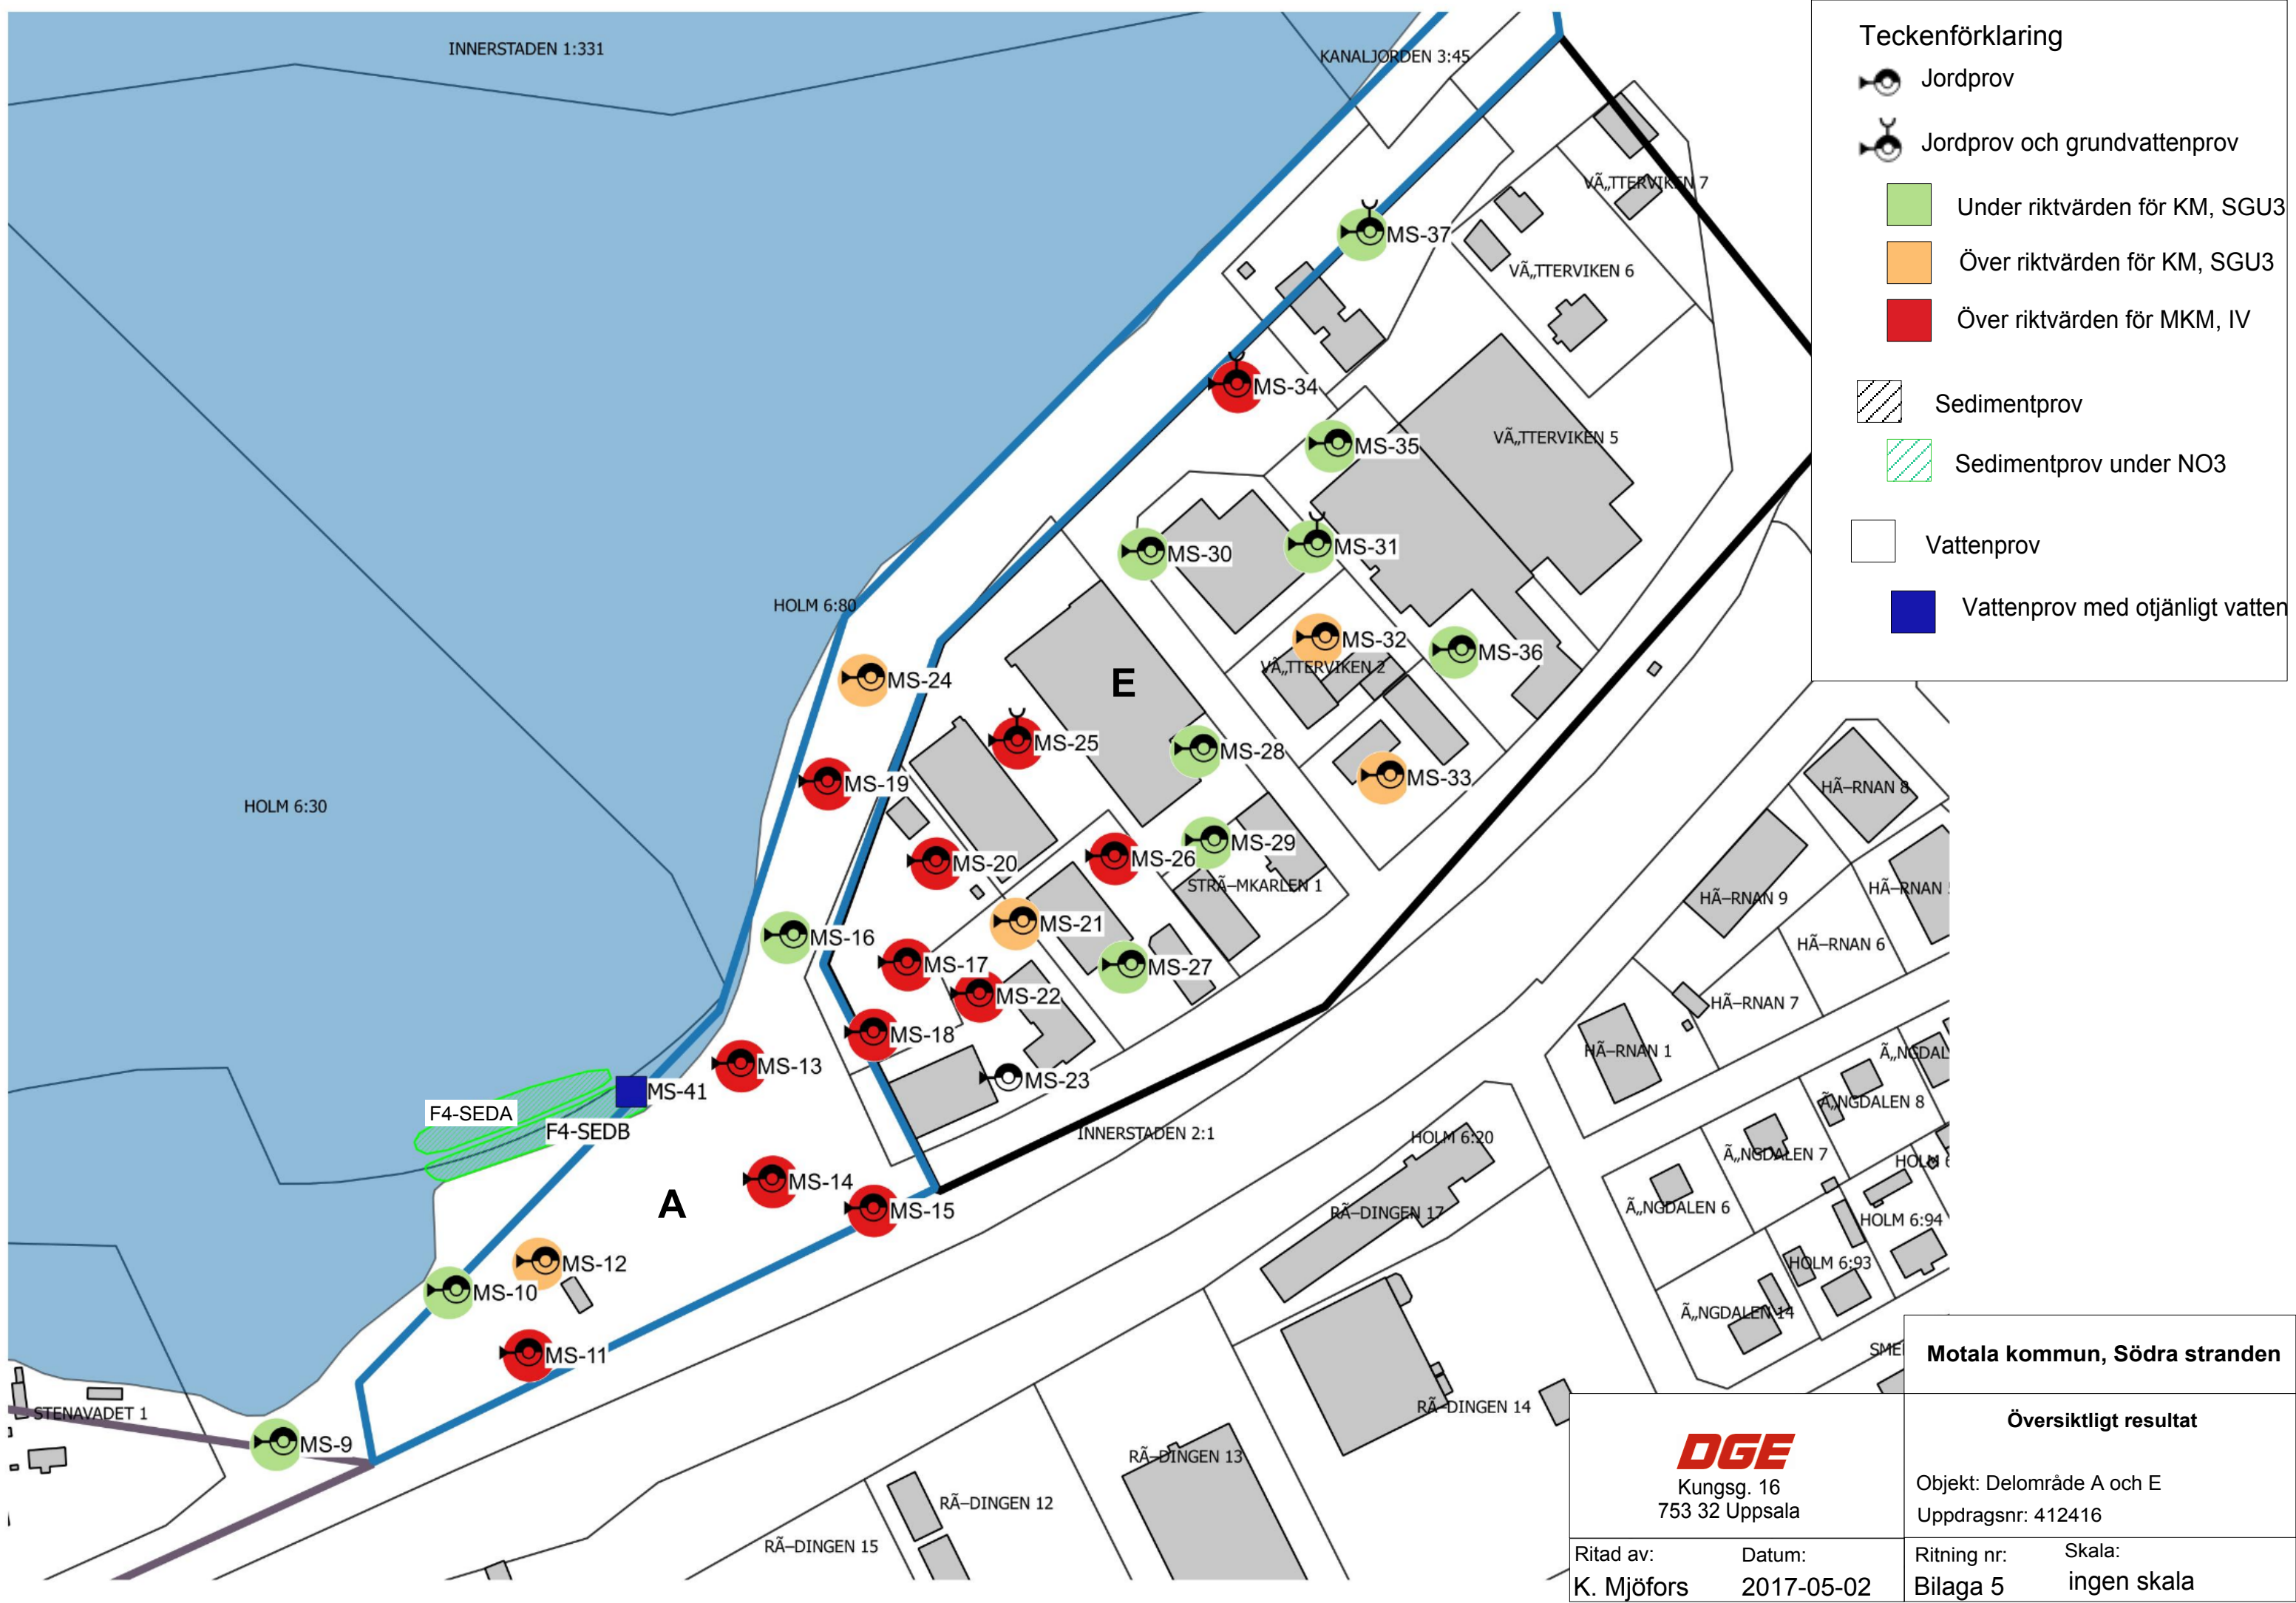 INNERSTADEN 1:331
KANALJORDEN 3:45
VÃ„TTERVIKEN 7
MS-37
VÃ„TTERVIKEN 6
MS-34
MS-35
VÃ„TTERVIKEN 5
MS-30
MS-31
HOLM 6:80
MS-32
VÃ„TTERVIKEN 2
MS-36
MS-24
E
MS-25
MS-28
MS-33
MS-19
HOLM 6:30
MS-20
MS-26
MS-29
STRÃ–MKARLEN 1
MS-21
MS-16
MS-17
MS-27
MS-22
MS-18
MS-13
MS-23
MS-41
F4-SEDA
F4-SEDB
INNERSTADEN 2:1
MS-14
A
MS-15
MS-12
MS-10
MS-11
STENAVADET 1
MS-9
HÃ–RNAN 8
HÃ–RNAN 9
HÃ–RNAN
HÃ–RNAN 6
HÃ–RNAN 7
HÃ–RNAN 1
Ã„NGDAL
Ã„NGDALEN 8
HOLM 6:20
Ã„NGDALEN 7
HOLM 6
Ã„NGDALEN 6
RÃ–DINGEN 17
HOLM 6:94
HOLM 6:93
Ã„NGDALEN 14
SME
RÃ–DINGEN 14
RÃ–DINGEN 13
RÃ–DINGEN 12
RÃ–DINGEN 15
Teckenförklaring
Jordprov
Jordprov och grundvattenprov
Under riktvärden för KM, SGU3
Över riktvärden för KM, SGU3
Över riktvärden för MKM, IV
Sedimentprov
Sedimentprov under NO3
Vattenprov
Vattenprov med otjänligt vatten
Motala kommun, Södra stranden
DGE
Kungsg. 16
753 32 Uppsala
Översiktligt resultat
Objekt: Delområde A och E
Uppdragsnr: 412416
Ritad av:
K. Mjöfors
Datum:
2017-05-02
Ritning nr:
Bilaga 5
Skala:
ingen skala